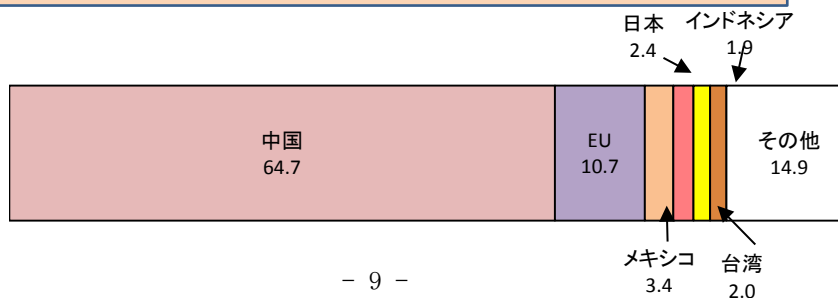 日本
2.4
インドネシア
1.9
中国
64.7
EU
10.7
その他
14.9
メキシコ
3.4
台湾
2.0
- 9 -